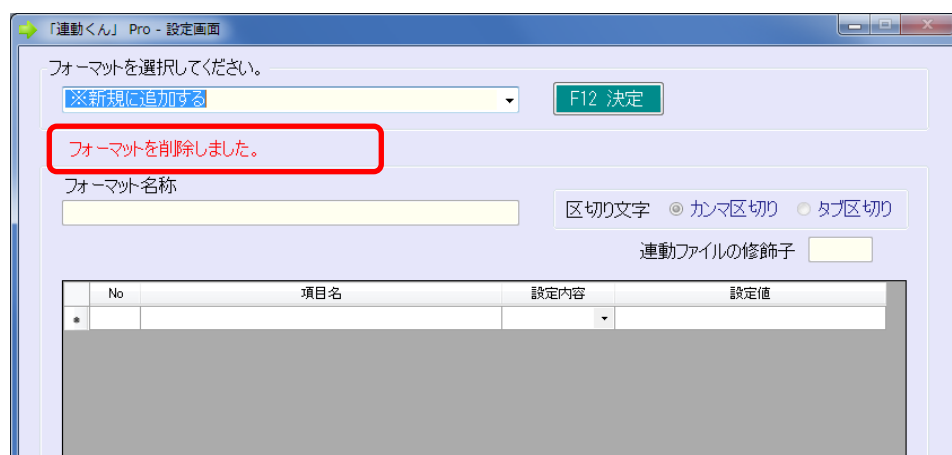 「連動くん」 Pro - 設定画面
フォーマットを選択してください。
※新規に追加する
F12 決定
フォーマットを削除しました。
フォーマット名称
区切り文字 カンマ区切り タブ区切り
連動ファイルの修飾子
No 項目名 設定内容 設定値